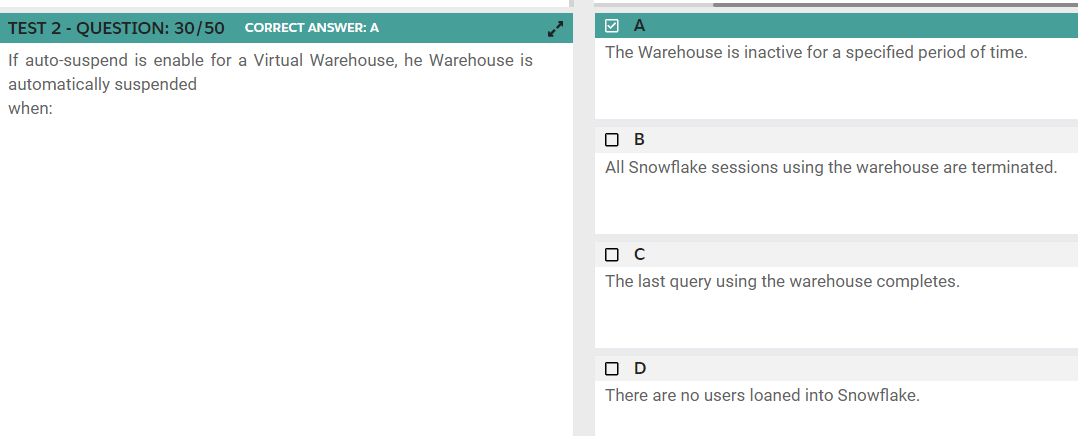 TEST 2 - QUESTION: 30/50 CORRECT ANSWER: A
If auto-suspend is enable for a Virtual Warehouse, he Warehouse is
automatically suspended
when:
A
The Warehouse is inactive for a specified period of time.
B
All Snowflake sessions using the warehouse are terminated.
C
The last query using the warehouse completes.
D
There are no users loaned into Snowflake.